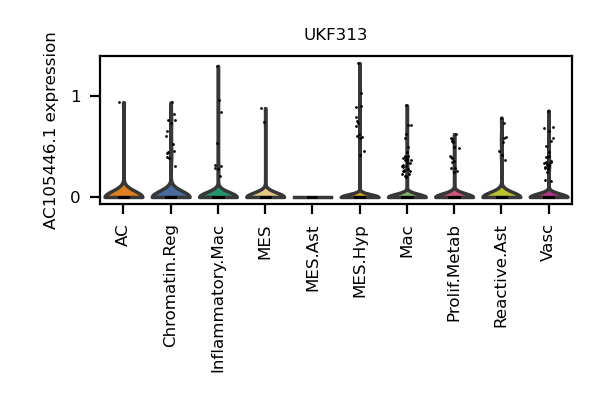 UKF313
AC105446.1 expression
1
0
AC
Chromatin.Reg
Inflammatory.Mac
MES
MES.Ast
MES.Hyp
Mac
Prolif.Metab
Reactive.Ast
Vasc